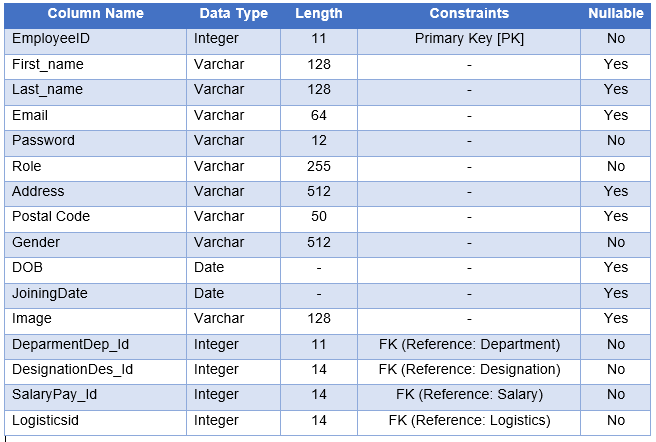 Column Name Data Type Length Constraints Nullable
EmployeeID Integer 11 Primary Key [PK] No
First_name Varchar 128 - Yes
Last_name Varchar 128 - Yes
Email Varchar 64 - Yes
Password Varchar 12 - No
Role Varchar 255 - No
Address Varchar 512 - Yes
Postal Code Varchar 50 - Yes
Gender Varchar 512 - No
DOB Date - - Yes
JoiningDate Date - - Yes
Image Varchar 128 - Yes
DeparmentDep_Id Integer 11 FK (Reference: Department) No
DesignationDes_Id Integer 14 FK (Reference: Designation) No
SalaryPay_Id Integer 14 FK (Reference: Salary) No
Logisticsid Integer 14 FK (Reference: Logistics) No